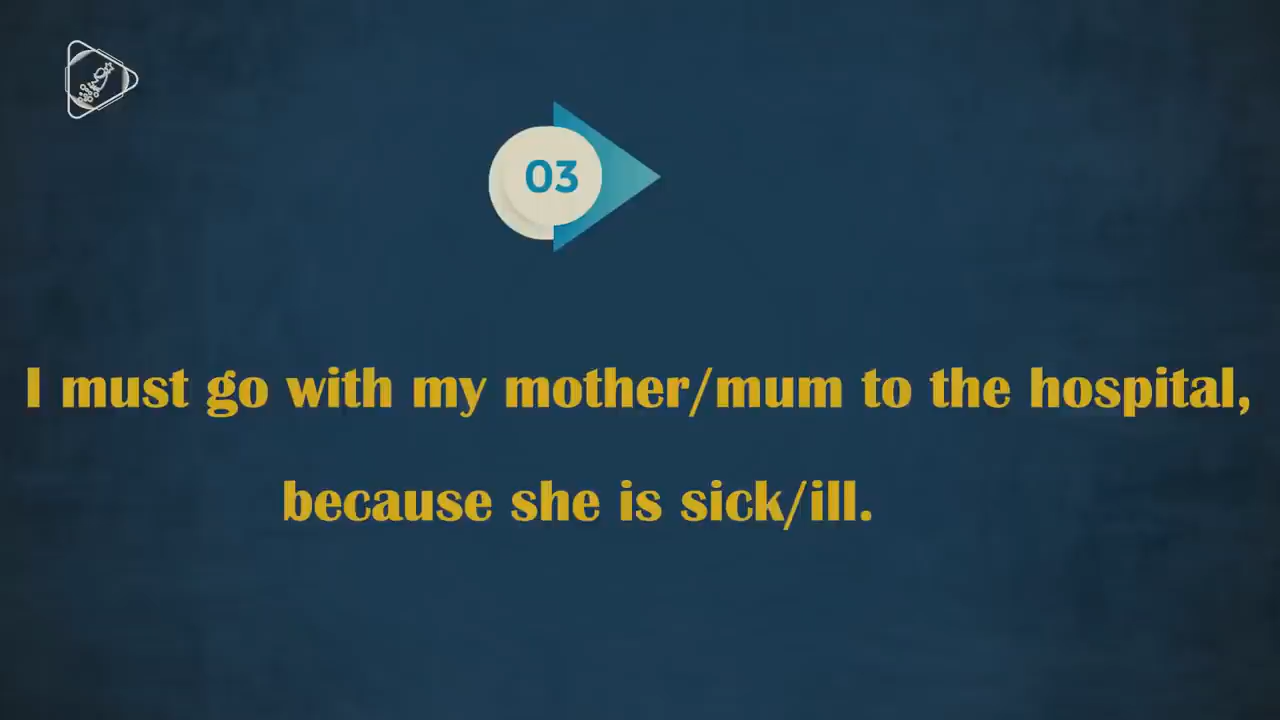 03
I must go with my mother/mum to the hospital,
because she is sick/ill.